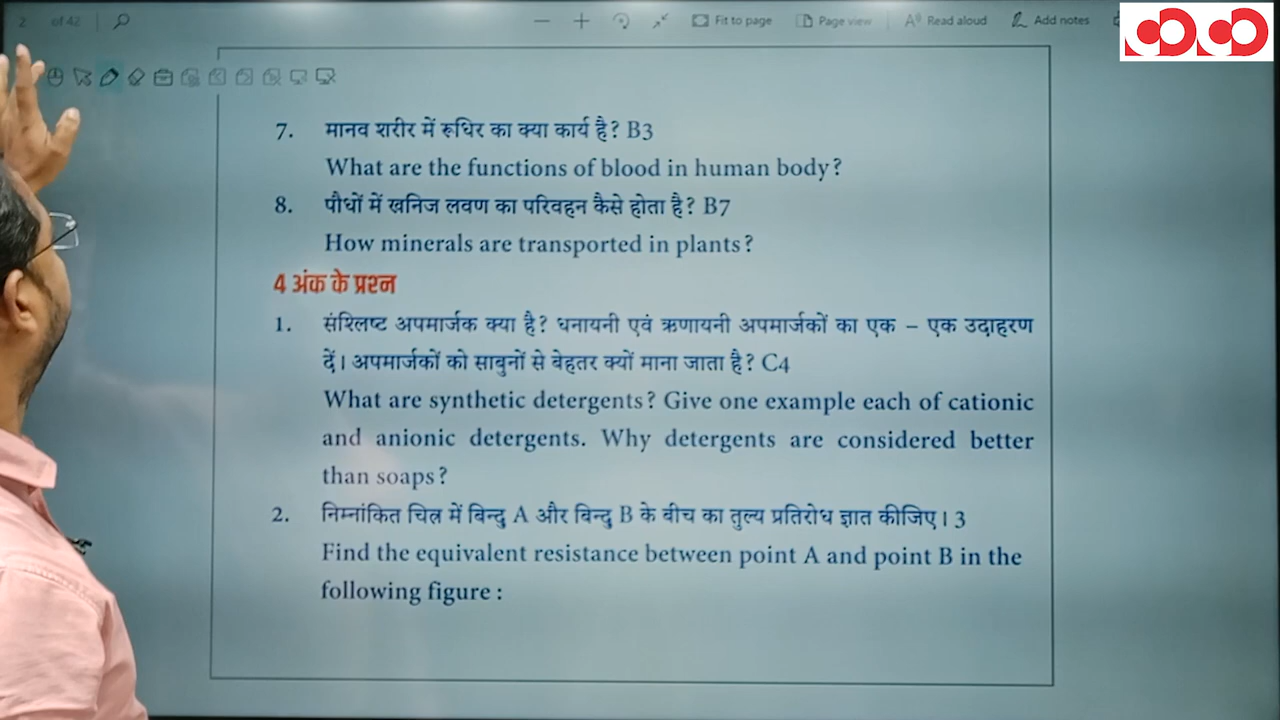 2 of 42 Fit to page Page view Read aloud Add notes
7. मानव शरीर में रूधिर का क्या कार्य है? B3
What are the functions of blood in human body?
8. पौधों में खनिज लवण का परिवहन कैसे होता है? B7
How minerals are transported in plants?
4 अंक के प्रश्न
1. संश्लिष्ट अपमार्जक क्या है? धनायनी एवं ऋणायनी अपमार्जकों का एक – एक उदाहरण
दें। अपमार्जकों को साबुनों से बेहतर क्यों माना जाता है? C4
What are synthetic detergents? Give one example each of cationic
and anionic detergents. Why detergents are considered better
than soaps?
2. निम्नांकित चित्र में बिन्दु A और बिन्दु B के बीच का तुल्य प्रतिरोध ज्ञात कीजिए। 3
Find the equivalent resistance between point A and point B in the
following figure :